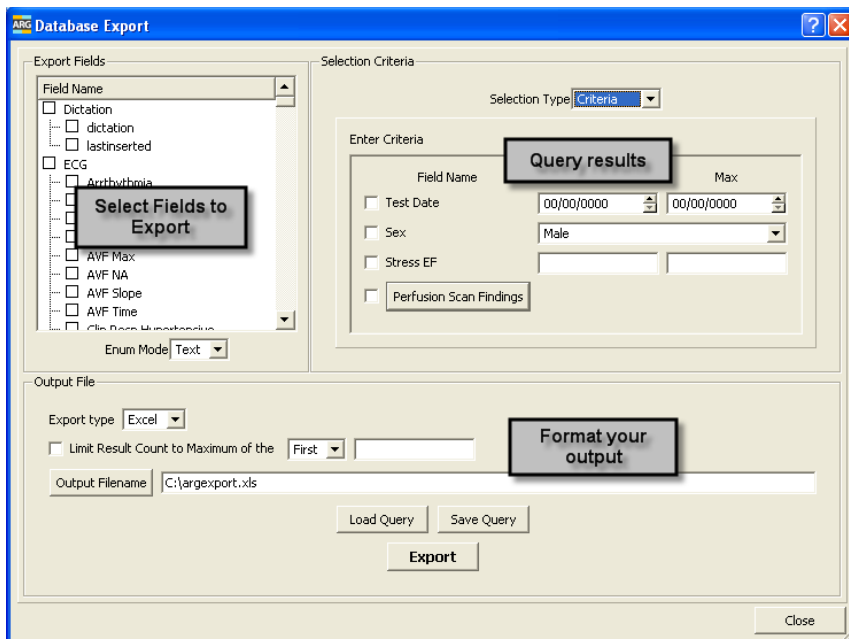 ARG Database Export
Export Fields
Field Name
Dictation
dictation
lastinserted
ECG
Arrhythmia
Select Fields to
Export
AVF Max
AVF NA
AVF Slope
AVF Time
Enum Mode Text
Selection Criteria
Selection Type Criteria
Enter Criteria
Query results
Field Name Max
Test Date 00/00/0000 00/00/0000
Sex Male
Stress EF
Perfusion Scan Findings
Output File
Export type Excel
Limit Result Count to Maximum of the First
Format your
output
Output Filename C:\argexport.xls
Load Query Save Query
Export
Close